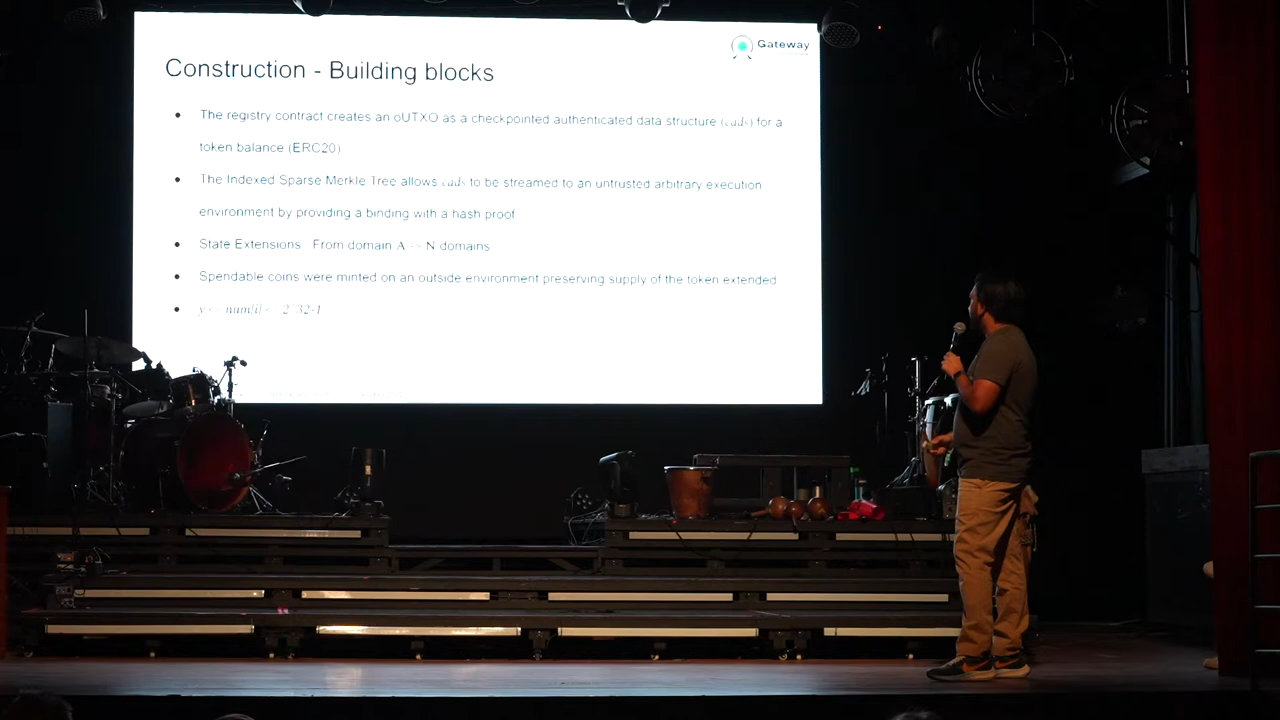 Gateway
Construction - Building blocks
• The registry contract creates an oUTXO as a checkpointed authenticated data structure (cads) for a
token balance (ERC20)
• The Indexed Sparse Merkle Tree allows cads to be streamed to an untrusted arbitrary execution
environment by providing a binding with a hash proof
• State Extensions From domain A -> N domains
• Spendable coins were minted on an outside environment preserving supply of the token extended
• 2^32-1